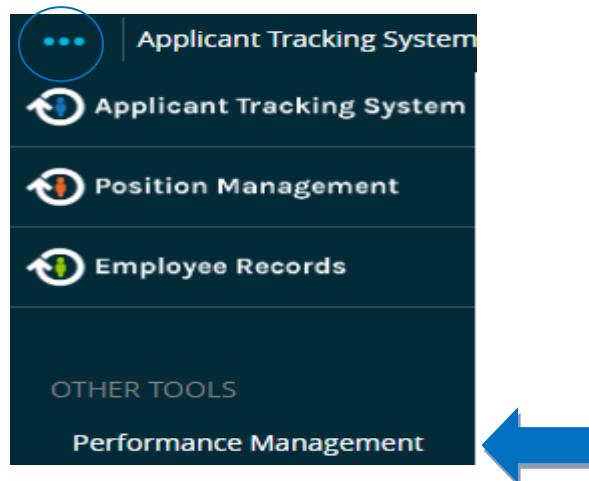 Applicant Tracking System
Applicant Tracking System
Position Management
Employee Records
OTHER TOOLS
Performance Management